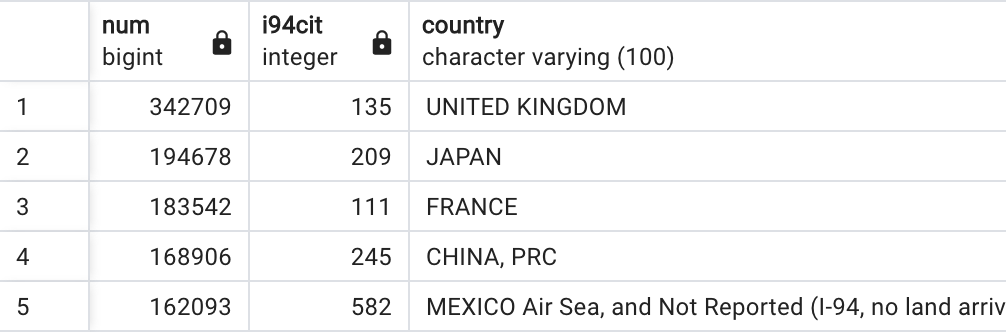 num i94cit country
bigint integer character varying (100)
1 342709 135 UNITED KINGDOM
2 194678 209 JAPAN
3 183542 111 FRANCE
4 168906 245 CHINA, PRC
5 162093 582 MEXICO Air Sea, and Not Reported (I-94, no land arriv